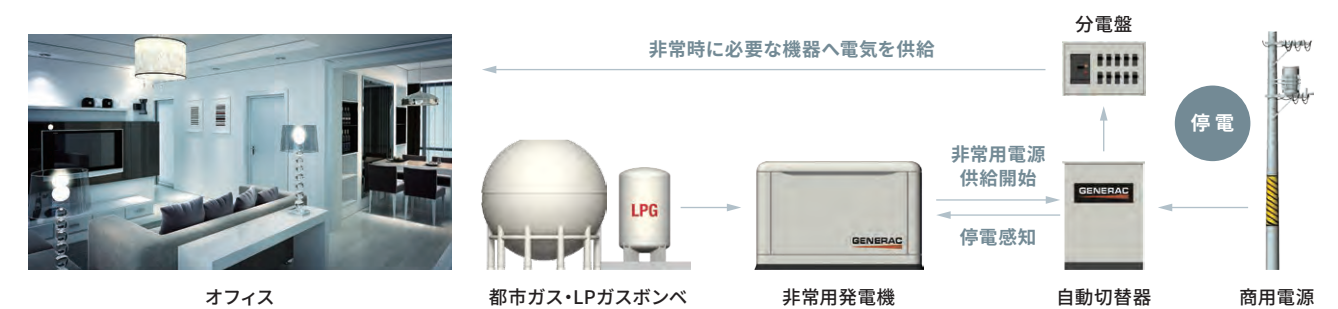 分電盤
非常時に必要な機器へ電気を供給
停電
LPG
GENERAC
非常用電源
供給開始
停電感知
GENERAC
オフィス
都市ガス・LPガスボンベ
非常用発電機
自動切替器
商用電源